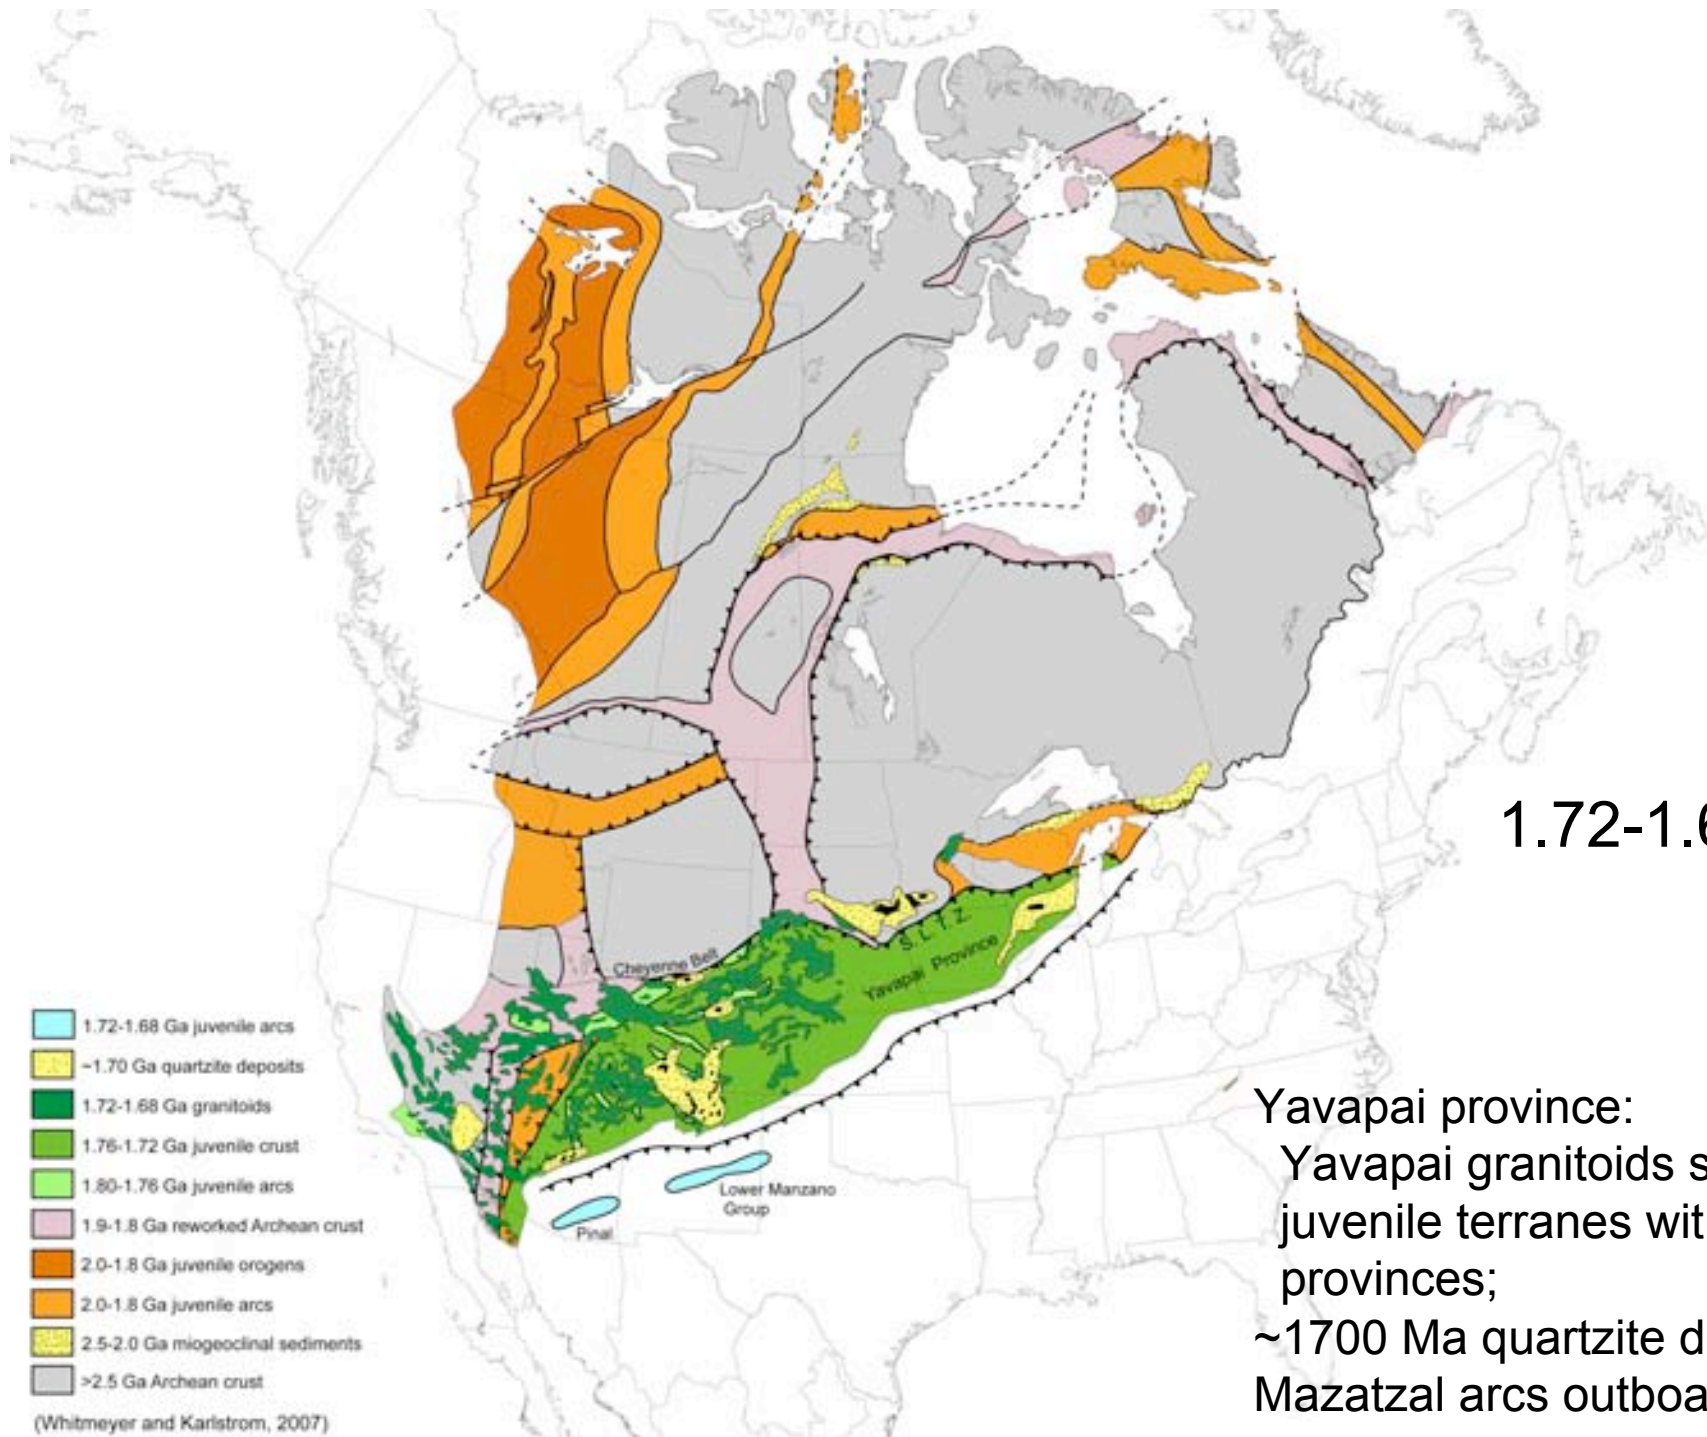 1.72-1.6
Cheyenne Belt
S. L. T. Z.
Yavapai Province
Lower Manzano
Group
Pinal
1.72-1.68 Ga juvenile arcs
~1.70 Ga quartzite deposits
1.72-1.68 Ga granitoids
1.76-1.72 Ga juvenile crust
1.80-1.76 Ga juvenile arcs
1.9-1.8 Ga reworked Archean crust
2.0-1.8 Ga juvenile orogens
2.0-1.8 Ga juvenile arcs
2.5-2.0 Ga miogeoclinal sediments
>2.5 Ga Archean crust
(Whitmeyer and Karlstrom, 2007)
Yavapai province:
Yavapai granitoids s
juvenile terranes wit
provinces;
~1700 Ma quartzite d
Mazatzal arcs outboa